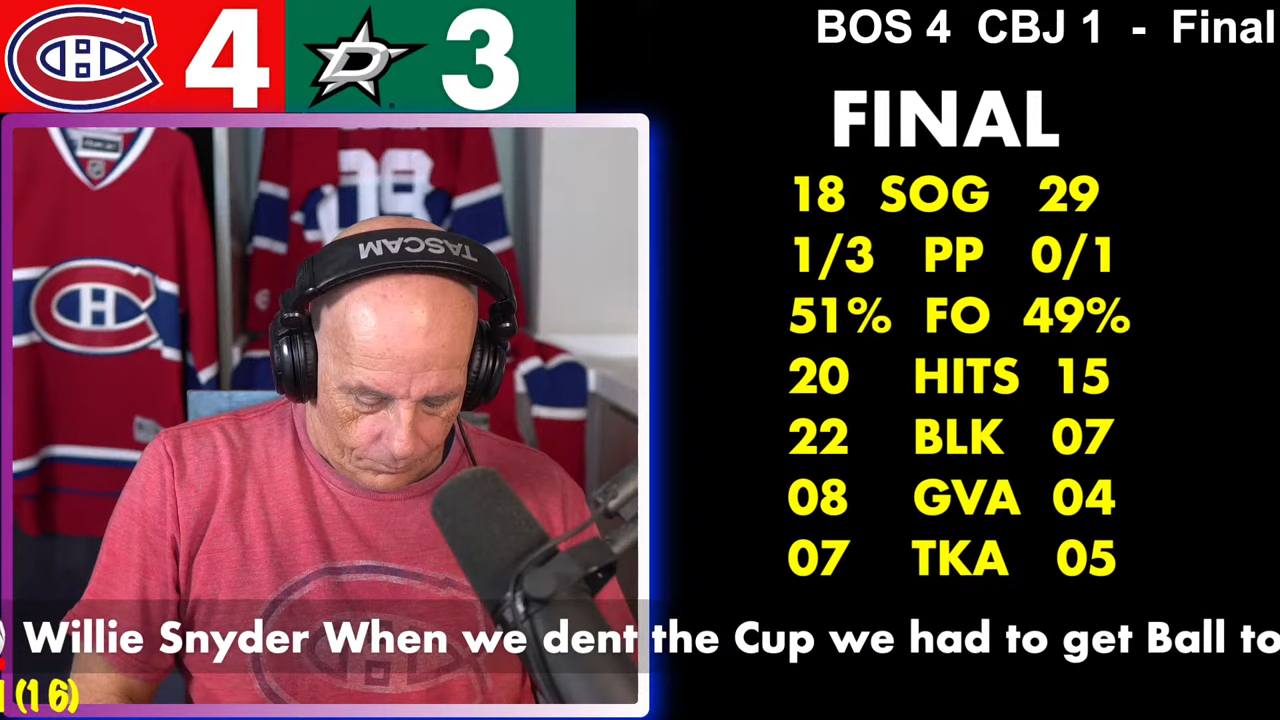 4 3
BOS 4 CBJ 1 - Final
FINAL
18 SOG 29
1/3 PP 0/1
51% FO 49%
20 HITS 15
22 BLK 07
08 GVA 04
07 TKA 05
TASCAM TASCAM
Willie Snyder When we dent the Cup we had to get Ball to
(16)